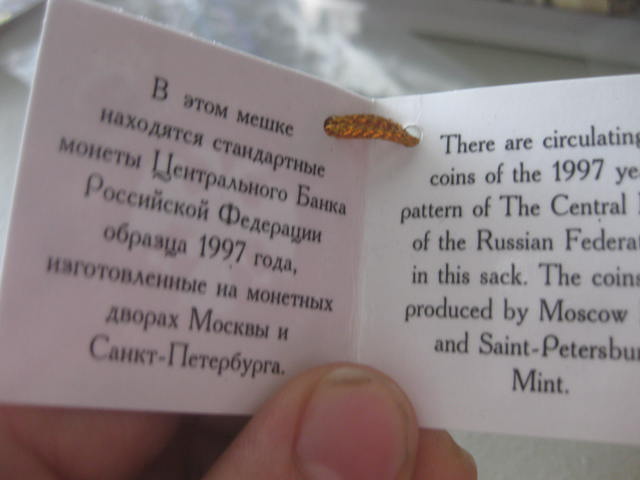 В этом мешке
находятся стандартные
монеты Центрального Банка
Российской Федерации
образца 1997 года,
изготовленные на монетных
дворах Москвы и
Санкт-Петербурга.
There are circulating
coins of the 1997
pattern of The Central
of the Russian
in this sack. The coins
produced by Moscow
and
Mint.